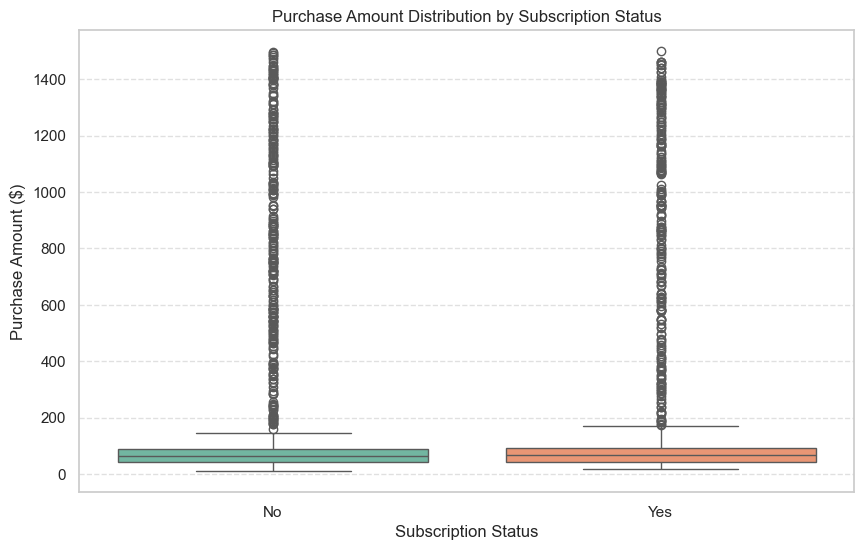 Purchase Amount Distribution by Subscription Status
1400
1200
1000
800
600
400
200
0
Purchase Amount ($)
No
Yes
Subscription Status